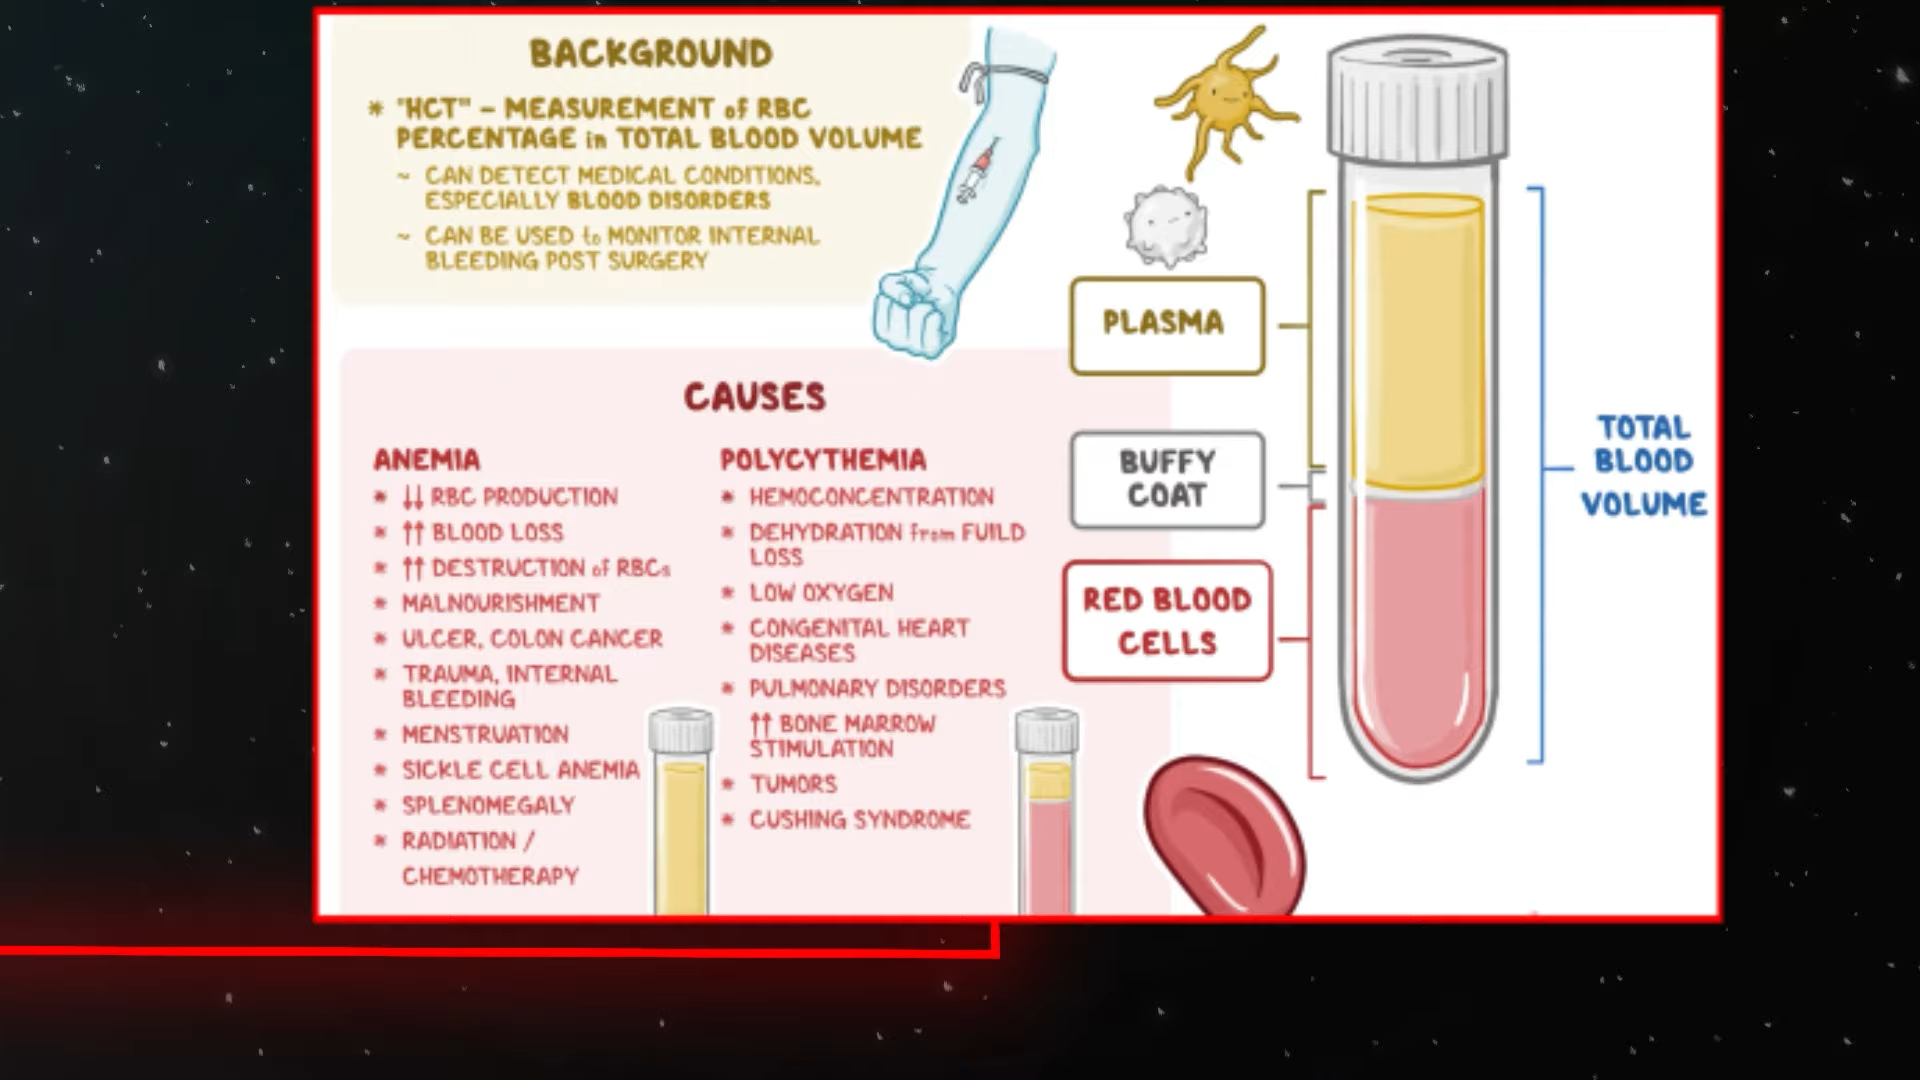 BACKGROUND
* "HCT" – MEASUREMENT of RBC
PERCENTAGE in TOTAL BLOOD VOLUME
~ CAN DETECT MEDICAL CONDITIONS,
ESPECIALLY BLOOD DISORDERS
~ CAN BE USED to MONITOR INTERNAL
BLEEDING POST SURGERY
CAUSES
ANEMIA
* ↓↓ RBC PRODUCTION
* ↑↑ BLOOD LOSS
* ↑↑ DESTRUCTION of RBCs
* MALNOURISHMENT
* ULCER, COLON CANCER
* TRAUMA, INTERNAL
BLEEDING
* MENSTRUATION
* SICKLE CELL ANEMIA
* SPLENOMEGALY
* RADIATION /
CHEMOTHERAPY
POLYCYTHEMIA
* HEMOCONCENTRATION
* DEHYDRATION from FUILD
LOSS
* LOW OXYGEN
* CONGENITAL HEART
DISEASES
* PULMONARY DISORDERS
↑↑ BONE MARROW
STIMULATION
* TUMORS
* CUSHING SYNDROME
PLASMA
BUFFY
COAT
RED BLOOD
CELLS
TOTAL
BLOOD
VOLUME